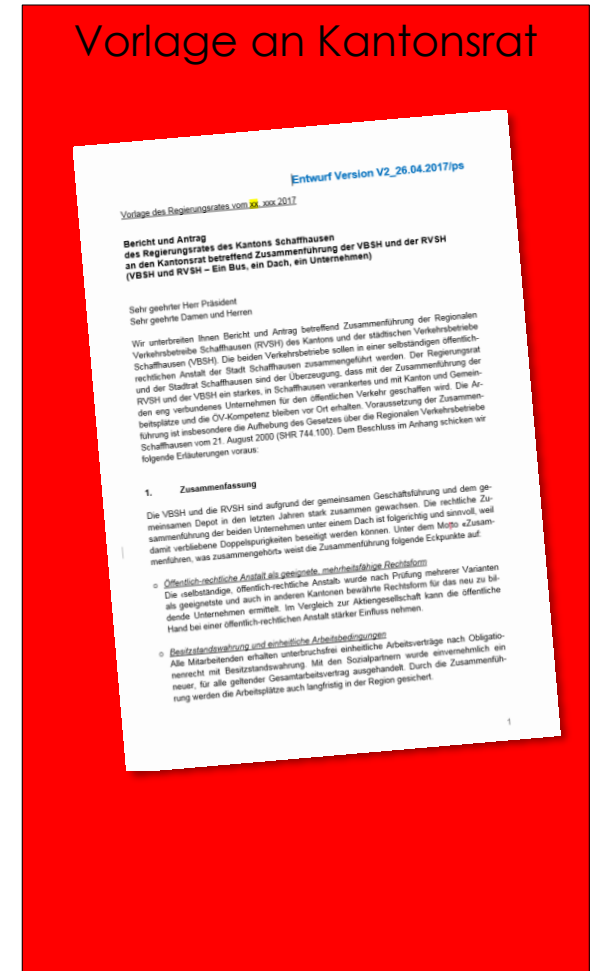 Vorlage an Kantonsrat
Entwurf Version V2_26.04.2017/ps
Vorlage des Regierungsrates vom xx. xxx 2017
Bericht und Antrag
des Regierungsrates des Kantons Schaffhausen
an den Kantonsrat betreffend Zusammenführung der VBSH und der RVSH
(VBSH und RVSH – Ein Bus, ein Dach, ein Unternehmen)
Sehr geehrter Herr Präsident
Sehr geehrte Damen und Herren
Wir unterbreiten Ihnen Bericht und Antrag betreffend Zusammenführung der Regionalen
Verkehrsbetreibe Schaffhausen (RVSH) des Kantons und der städtischen Verkehrsbetriebe
Schaffhausen (VBSH). Die beiden Verkehrsbetriebe sollen in einer selbständigen öffentlich-
rechtlichen Anstalt der Stadt Schaffhausen zusammengeführt werden. Der Regierungsrat
und der Stadtrat Schaffhausen sind der Überzeugung, dass mit der Zusammenführung der
RVSH und der VBSH ein starkes, in Schaffhausen verankertes und mit Kanton und Gemein-
den eng verbundenes Unternehmen für den öffentlichen Verkehr geschaffen wird. Die Ar-
beitsplätze und die ÖV-Kompetenz bleiben vor Ort erhalten. Voraussetzung der Zusammen-
führung ist insbesondere die Aufhebung des Gesetzes über die Regionalen Verkehrsbetriebe
Schaffhausen vom 21. August 2000 (SHR 744.100). Dem Beschluss im Anhang schicken wir
folgende Erläuterungen voraus:
1. Zusammenfassung
Die VBSH und die RVSH sind aufgrund der gemeinsamen Geschäftsführung und dem ge-
meinsamen Depot in den letzten Jahren stark zusammen gewachsen. Die rechtliche Zu-
sammenführung der beiden Unternehmen unter einem Dach ist folgerichtig und sinnvoll, weil
damit verbliebene Doppelspurigkeiten beseitigt werden können. Unter dem Motto «Zusam-
menführen, was zusammengehört» weist die Zusammenführung folgende Eckpunkte auf:
o Öffentlich-rechtliche Anstalt als geeignete, mehrheitsfähige Rechtsform
Die «selbständige, öffentlich-rechtliche Anstalt» wurde nach Prüfung mehrerer Varianten
als geeignetste und auch in anderen Kantonen bewährte Rechtsform für das neu zu bil-
dende Unternehmen ermittelt. Im Vergleich zur Aktiengesellschaft kann die öffentliche
Hand bei einer öffentlich-rechtlichen Anstalt stärker Einfluss nehmen.
o Besitzstandswahrung und einheitliche Arbeitsbedingungen
Alle Mitarbeitenden erhalten unterbruchsfrei einheitliche Arbeitsverträge nach Obligatio-
nenrecht mit Besitzstandswahrung. Mit den Sozialpartnern wurde einvernehmlich ein
neuer, für alle geltender Gesamtarbeitsvertrag ausgehandelt. Durch die Zusammenfüh-
rung werden die Arbeitsplätze auch langfristig in der Region gesichert.
1